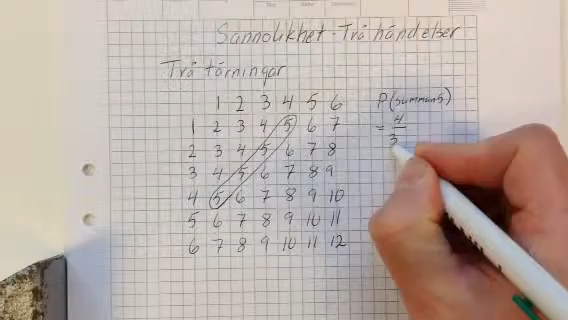 Sannolikhet - Två händelser
Två tärningar
1 2 3 4 5 6
1 2 3 4 5 6 7
2 3 4 5 6 7 8
3 4 5 6 7 8 9
4 5 6 7 8 9 10
5 6 7 8 9 10 11
6 7 8 9 10 11 12
P(summan 5)
= 4
3